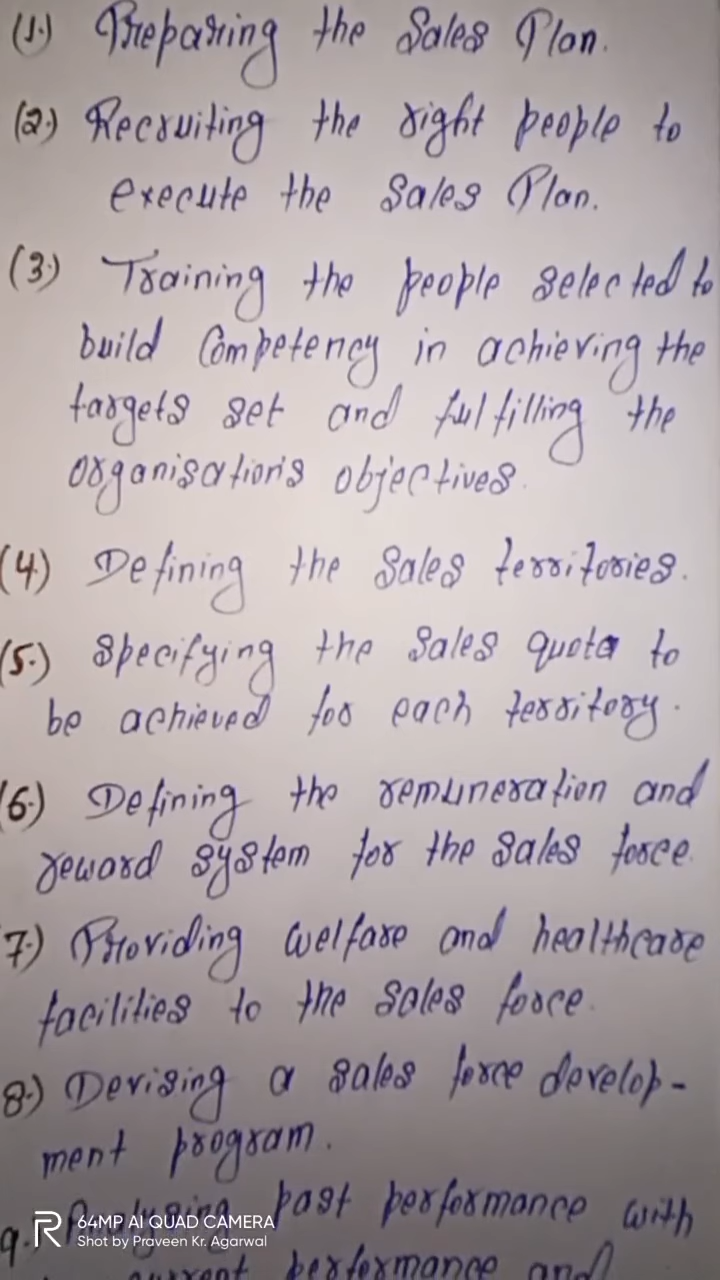 (1.) Preparing the Sales Plan.
(2.) Recruiting the right people to
execute the Sales Plan.
(3.) Training the people selected to
build Competency in achieving the
targets set and fulfilling the
organisation's objectives.
(4) Defining the Sales territories.
(5.) Specifying the Sales quota to
be achieved for each territory.
(6.) Defining the remuneration and
reward system for the Sales force.
7.) Providing welfare and healthcare
facilities to the Sales force.
8.) Devising a sales force develop-
ment program.
9. Analysing past performance with
current performance and
64MP AI QUAD CAMERA
Shot by Praveen Kr. Agarwal